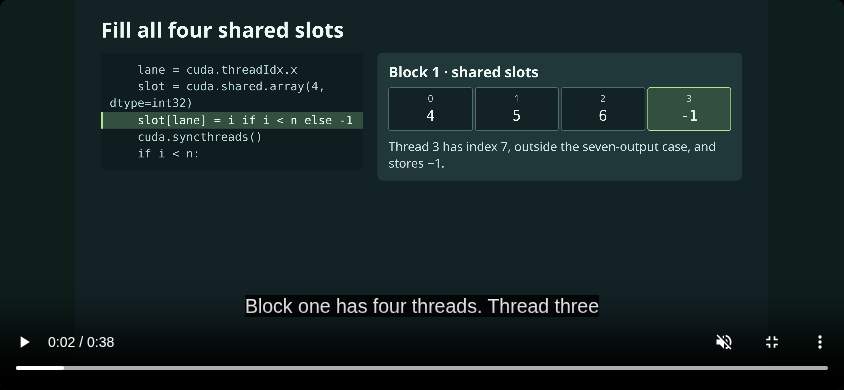 Fill all four shared slots
lane = cuda.threadIdx.x
slot = cuda.shared.array(4,
dtype=int32)
slot[lane] = i if i < n else -1
cuda.syncthreads()
if i < n:
Block 1 · shared slots
0 1 2 3
4 5 6 -1
Thread 3 has index 7, outside the seven-output case, and
stores −1.
Block one has four threads. Thread three
0:02 / 0:38